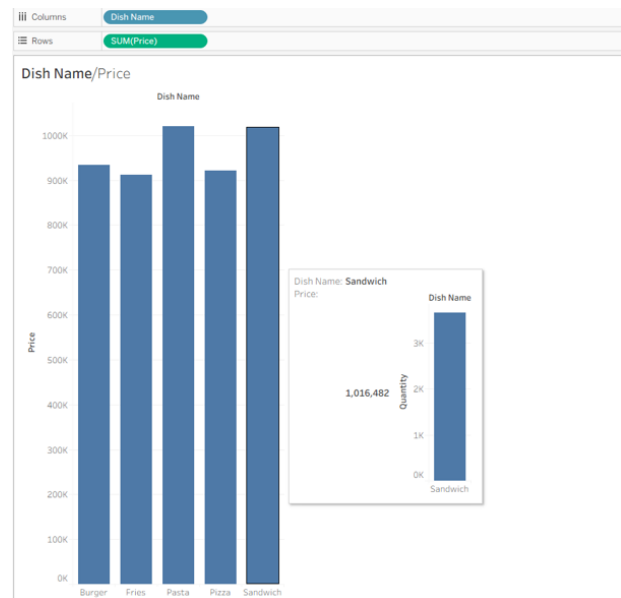 iii Columns Dish Name
Rows SUM(Price)
Dish Name/Price
Dish Name
1000K
900K
800K
700K
600K
500K
400K
300K
200K
100K
0K
Price
Burger Fries Pasta Pizza Sandwich
Dish Name: Sandwich
Price:
1,016,482
Dish Name
3K
2K
1K
0K
Quantity
Sandwich